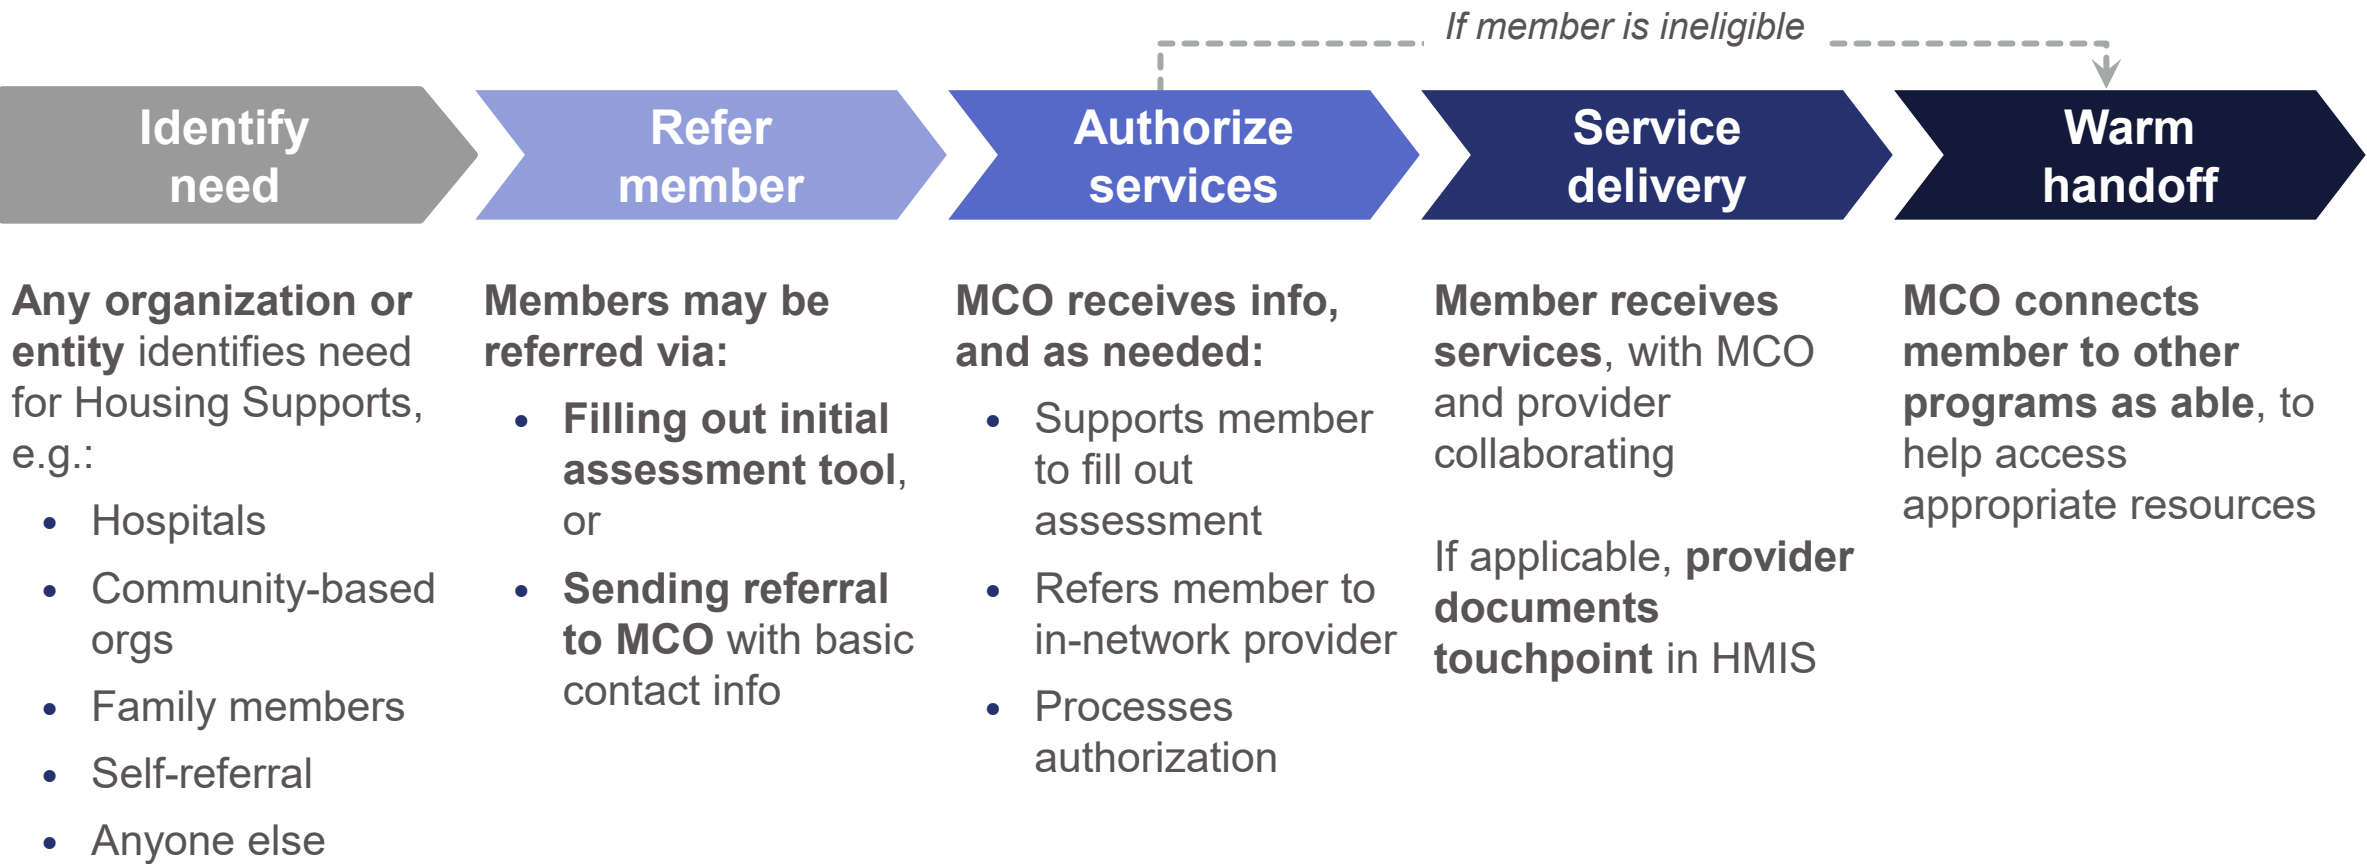 If member is ineligible
Identify
need
Refer
member
Authorize
services
Service
delivery
Warm
handoff
Any organization or
entity identifies need
for Housing Supports,
e.g.:
• Hospitals
• Community-based
orgs
• Family members
• Self-referral
• Anyone else
Members may be
referred via:
• Filling out initial
assessment tool,
or
• Sending referral
to MCO with basic
contact info
MCO receives info,
and as needed:
• Supports member
to fill out
assessment
• Refers member to
in-network provider
• Processes
authorization
Member receives
services, with MCO
and provider
collaborating
If applicable, provider
documents
touchpoint in HMIS
MCO connects
member to other
programs as able, to
help access
appropriate resources